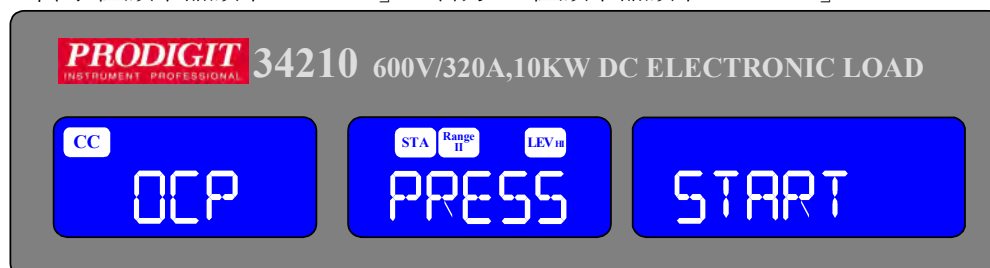 PRODIGIT
INSTRUMENT PROFESSIONAL
34210 600V/320A,10KW DC ELECTRONIC LOAD
CC
STA Range II LEV HI
OCP PRESS START